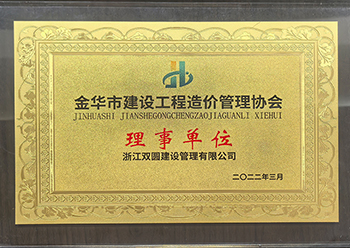 金华市建设工程造价管理协会
JINHUASHI JIANSHEGONGCHENGZAOJIAGUANLI XIEHUI
理事单位
浙江双圆建设管理有限公司
二〇二二年三月